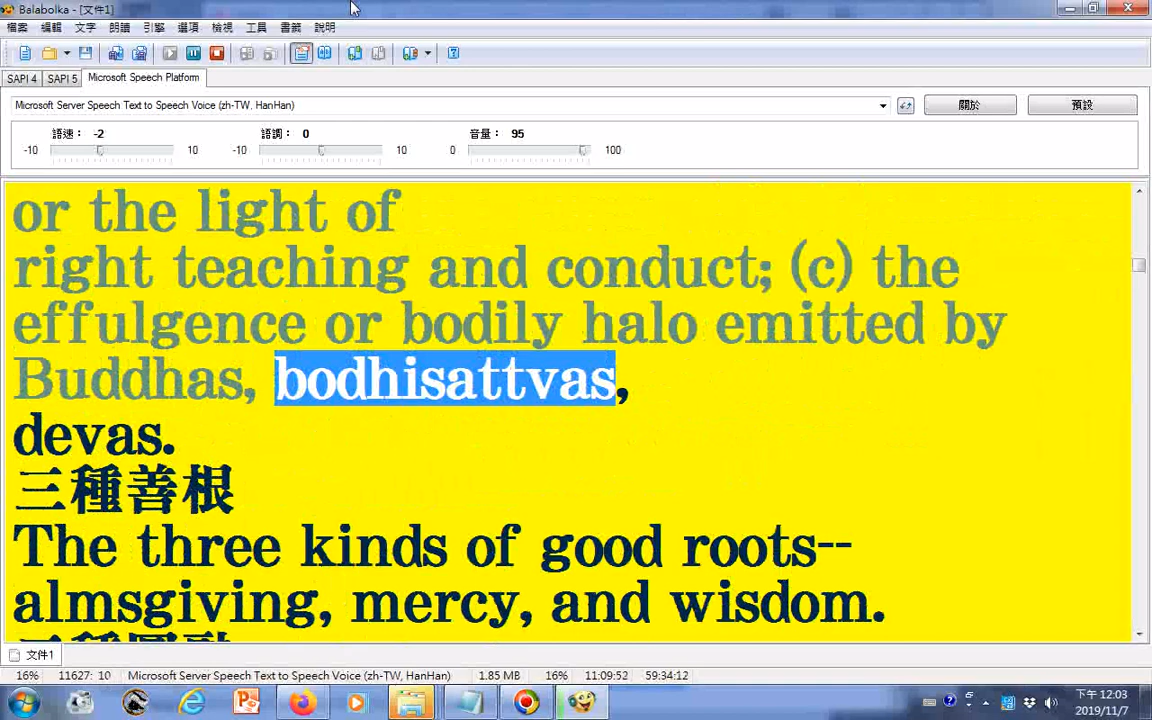 Balabolka - [文件1]
檔案 編輯 文字 朗讀 引擎 選項 檢視 工具 書籤 說明
SAPI 4 SAPI 5 Microsoft Speech Platform
Microsoft Server Speech Text to Speech Voice (zh-TW, HanHan) 關於 預設
語速： -2 語調： 0 音量： 95
-10 10 -10 10 0 100
or the light of
right teaching and conduct; (c) the
effulgence or bodily halo emitted by
Buddhas, bodhisattvas,
devas.
三種善根
The three kinds of good roots--
almsgiving, mercy, and wisdom.
文件1
16% 11627: 10 Microsoft Server Speech Text to Speech Voice (zh-TW, HanHan) 1.85 MB 16% 11:09:52 59:34:12
下午 12:03
2019/11/7